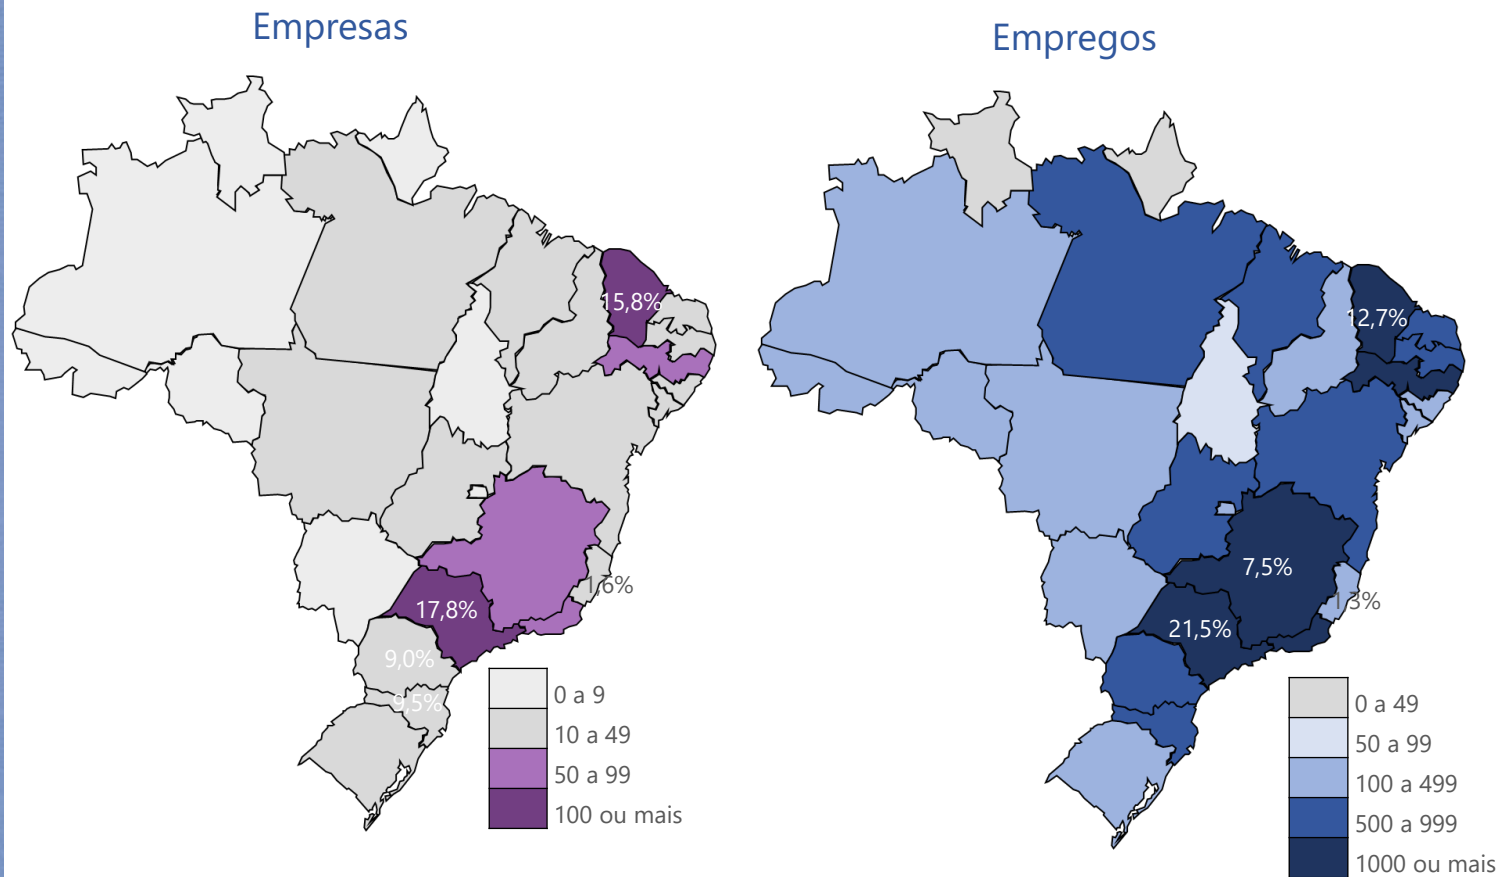 Empresas
15,8%
1,6%
17,8%
9,0%
9,5%
0 a 9
10 a 49
50 a 99
100 ou mais
Empregos
12,7%
7,5%
1,3%
21,5%
0 a 49
50 a 99
100 a 499
500 a 999
1000 ou mais